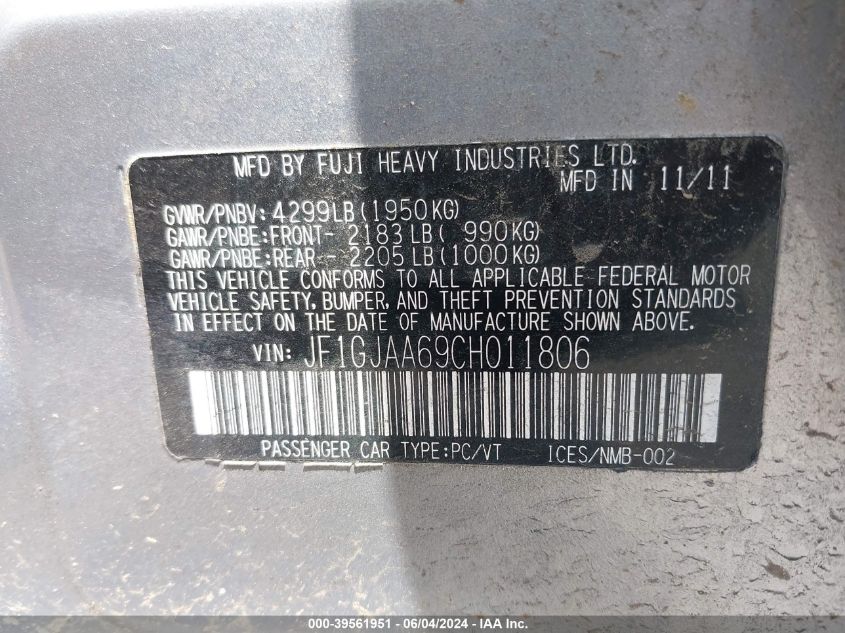 MFD BY FUJI HEAVY INDUSTRIES LTD.
MFD IN 11/11
GVWR/PNBV: 4299LB(1950KG)
GAWR/PNBE:FRONT- 2183LB( 990KG)
GAWR/PNBE:REAR - 2205LB(1000KG)
THIS VEHICLE CONFORMS TO ALL APPLICABLE FEDERAL MOTOR
VEHICLE SAFETY, BUMPER, AND THEFT PREVENTION STANDARDS
IN EFFECT ON THE DATE OF MANUFACTURE SHOWN ABOVE.
VIN: JF1GJAA69CH011806
PASSENGER CAR TYPE:PC/VT ICES/NMB-002
000-39561951 - 06/04/2024 - COPYRIGHT IAA, LLC.